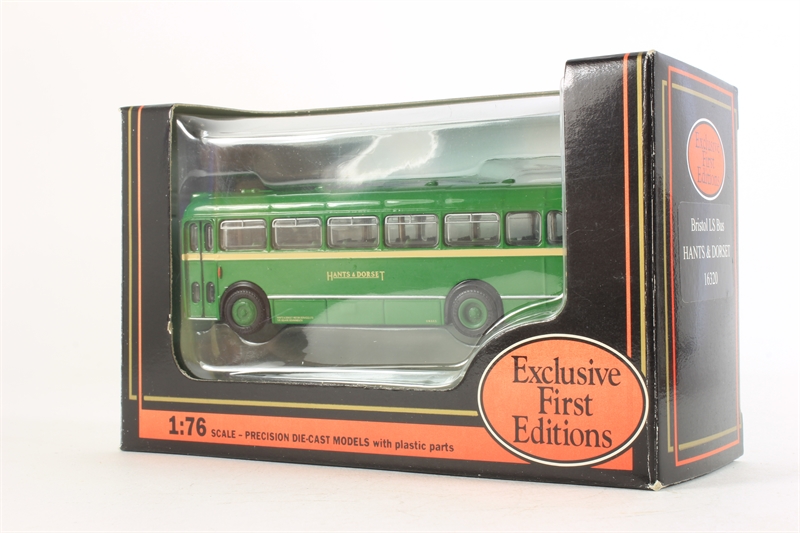 HANTS & DORSET
1:76 SCALE – PRECISION DIE-CAST MODELS with plastic parts
Exclusive
First
Editions
Exclusive
First
Editions
Bristol LS Bus
HANTS & DORSET
16320